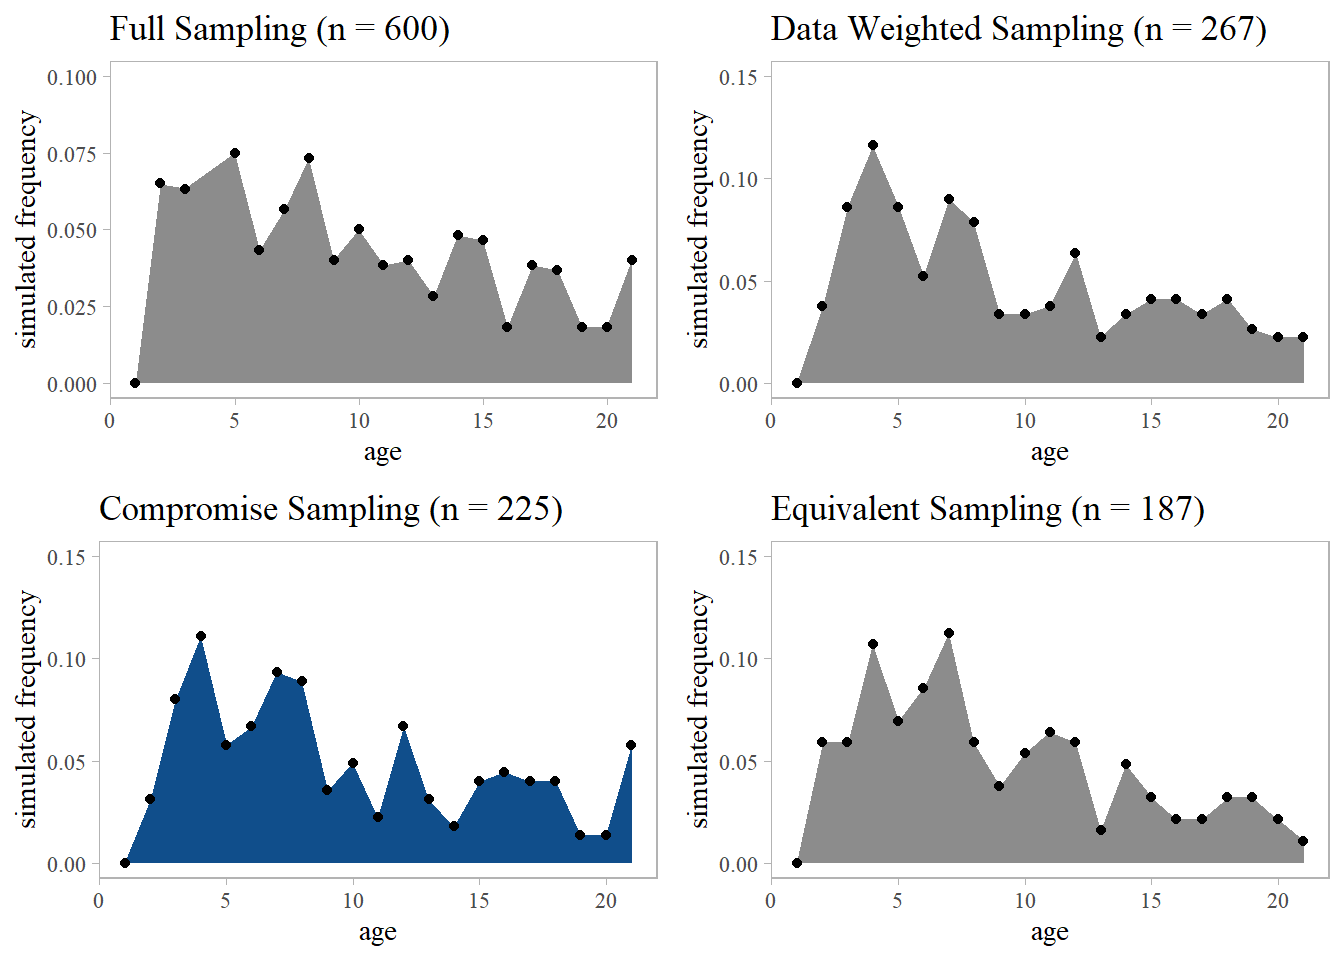 Full Sampling (n = 600)
simulated frequency
0.100
0.075
0.050
0.025
0.000
0 5 10 15 20
age
Data Weighted Sampling (n = 267)
simulated frequency
0.15
0.10
0.05
0.00
0 5 10 15 20
age
Compromise Sampling (n = 225)
simulated frequency
0.15
0.10
0.05
0.00
0 5 10 15 20
age
Equivalent Sampling (n = 187)
simulated frequency
0.15
0.10
0.05
0.00
0 5 10 15 20
age